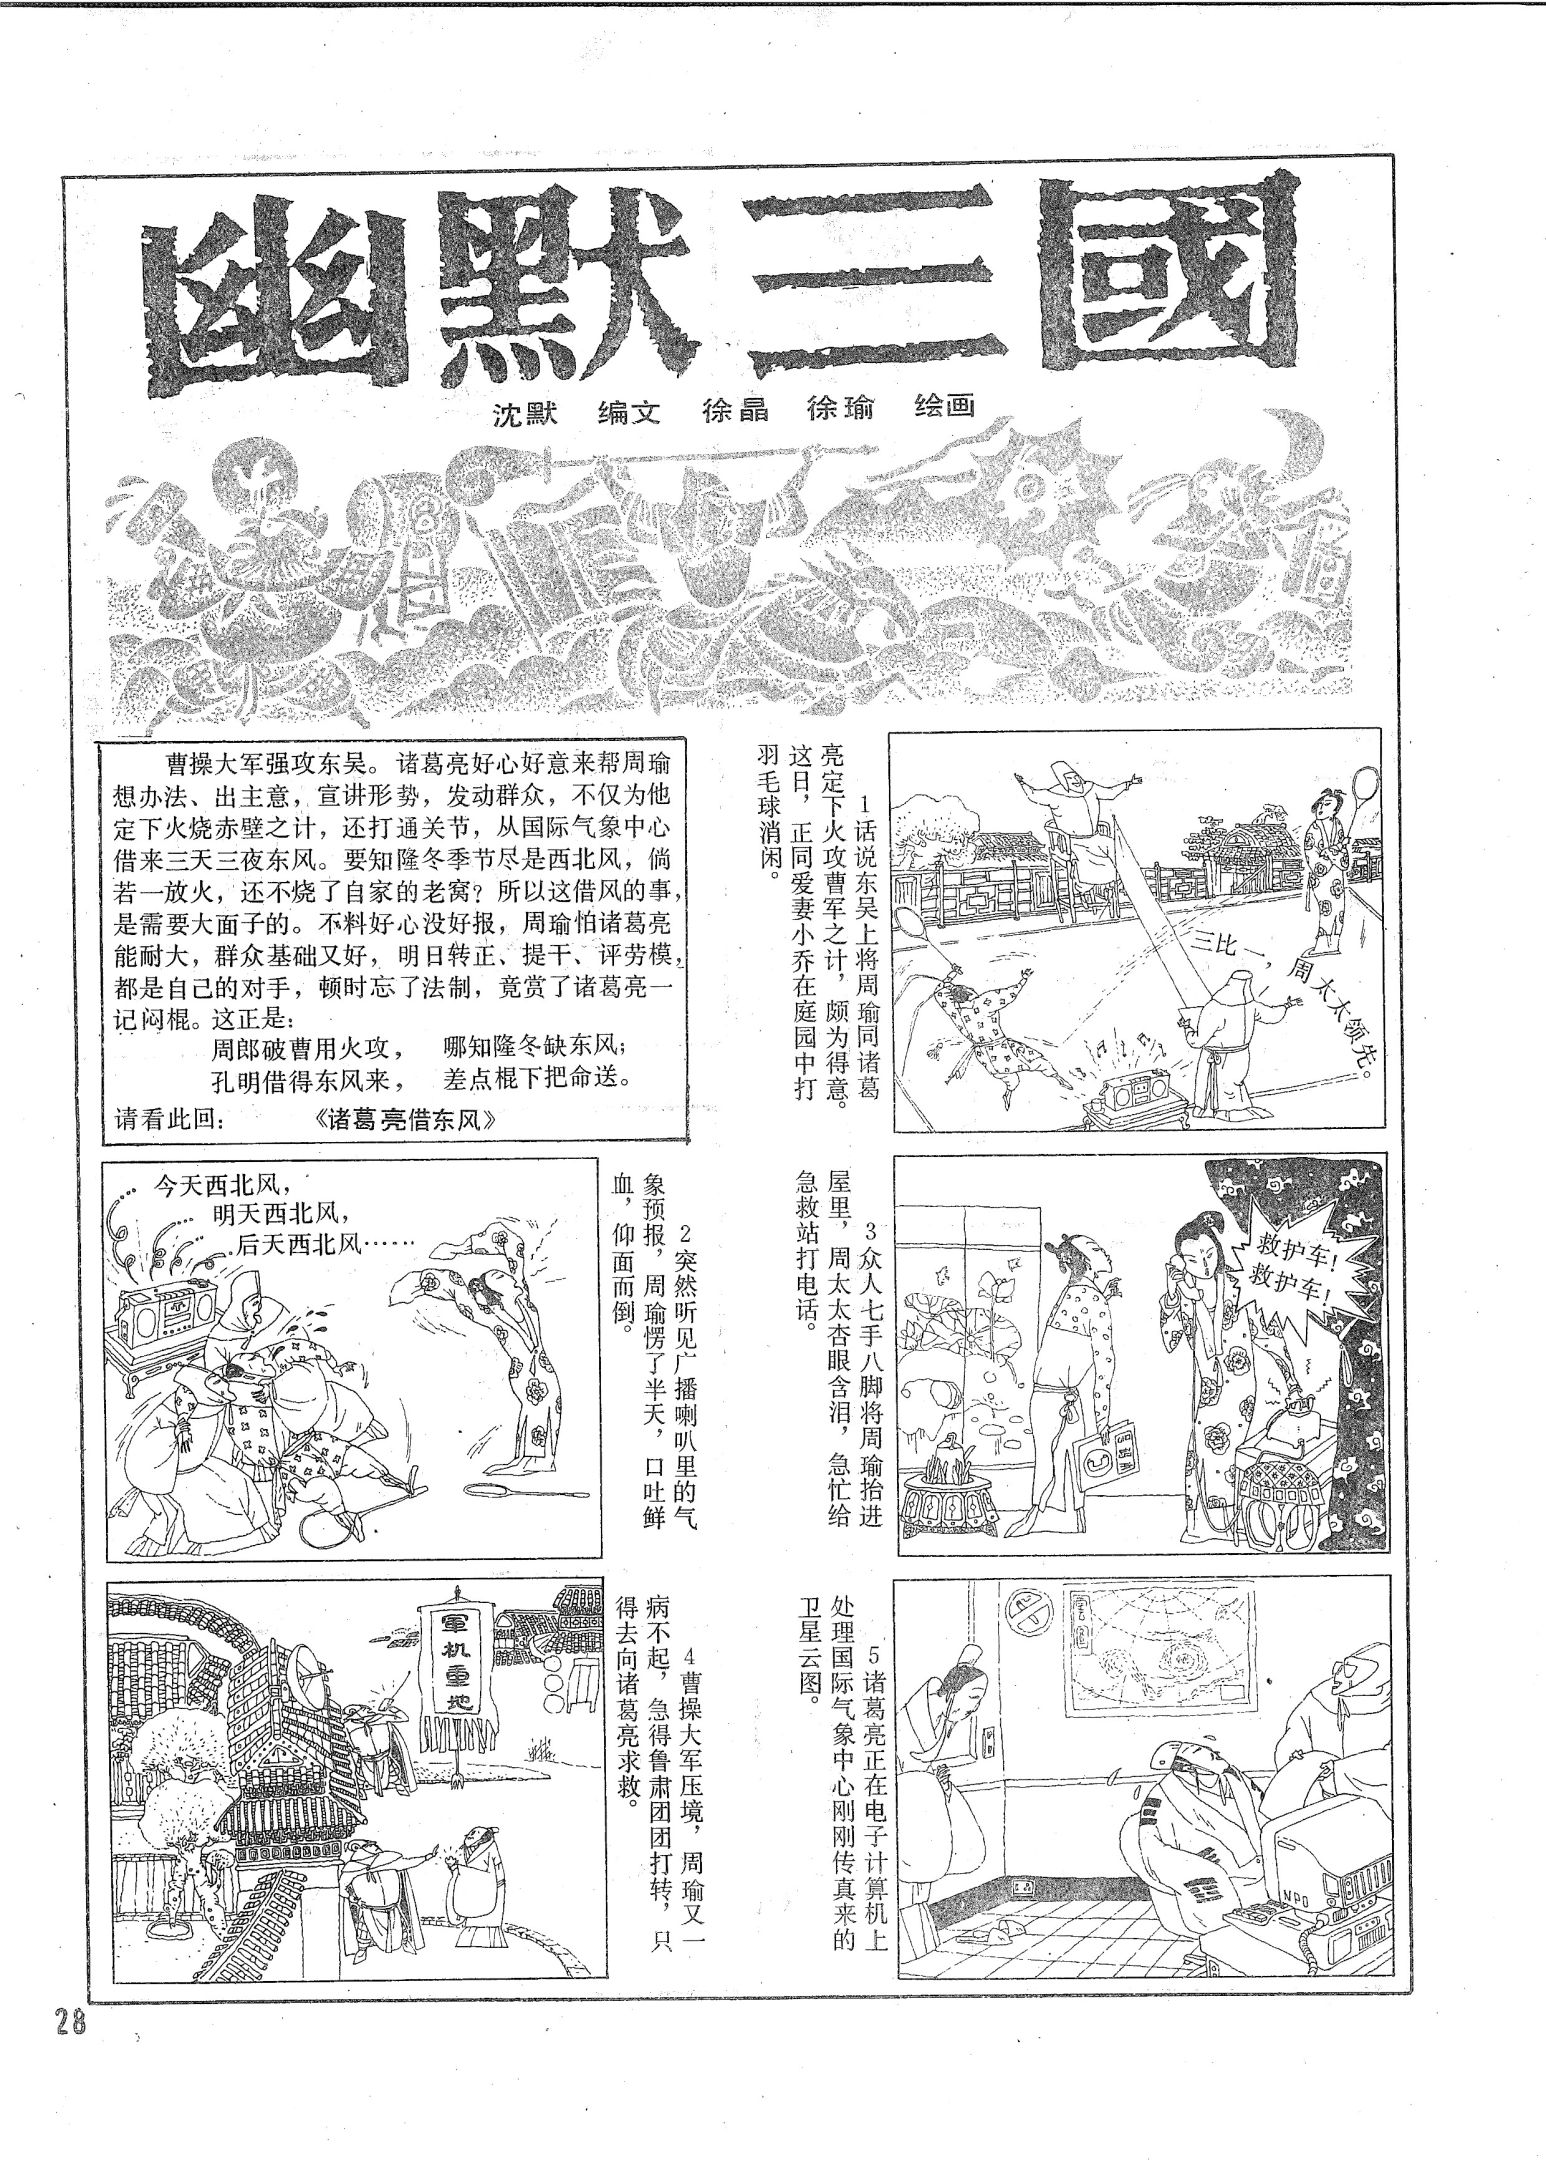 幽默三國
沈默 编文 徐晶 徐瑜 绘画
曹操大军强攻东吴。诸葛亮好心好意来帮周瑜
想办法、出主意，宣讲形势，发动群众，不仅为他
定下火烧赤壁之计，还打通关节，从国际气象中心
借来三天三夜东风。要知隆冬季节尽是西北风，倘
若一放火，还不烧了自家的老窝？所以这借风的事，
是需要大面子的。不料好心没好报，周瑜怕诸葛亮
能耐大，群众基础又好，明日转正、提干、评劳模，
都是自己的对手，顿时忘了法制，竟赏了诸葛亮一
记闷棍。这正是：
周郎破曹用火攻， 哪知隆冬缺东风；
孔明借得东风来， 差点棍下把命送。
请看此回： 《诸葛亮借东风》
1话说东吴上将周瑜同诸葛
亮定下火攻曹军之计，颇为得意。
这日，正同爱妻小乔在庭园中打
羽毛球消闲。
三比一，周太太领先。
今天西北风，
明天西北风，
后天西北风……
2突然听见广播喇叭里的气
象预报，周瑜愣了半天，口吐鲜
血，仰面而倒。
3众人七手八脚将周瑜抬进
屋里，周太太杏眼含泪，急忙给
急救站打电话。
救护车！
救护车！
軍机重地
4曹操大军压境，周瑜又一
病不起，急得鲁肃团团打转，只
得去向诸葛亮求救。
5诸葛亮正在电子计算机上
处理国际气象中心刚刚传真来的
卫星云图。
雲图
NPO
28